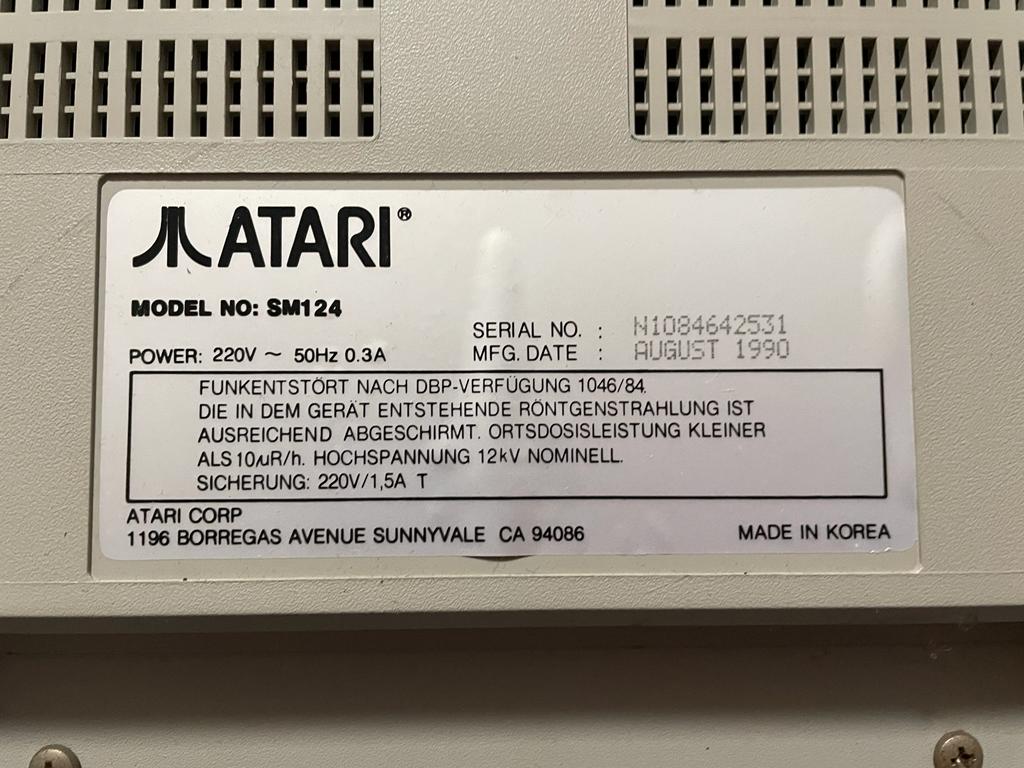 ATARI®
MODEL NO: SM124
POWER: 220V ~ 50Hz 0.3A
SERIAL NO. : N1084642531
MFG. DATE : AUGUST 1990
FUNKENTSTÖRT NACH DBP-VERFÜGUNG 1046/84.
DIE IN DEM GERÄT ENTSTEHENDE RÖNTGENSTRAHLUNG IST
AUSREICHEND ABGESCHIRMT. ORTSDOSISLEISTUNG KLEINER
ALS 10µR/h. HOCHSPANNUNG 12kV NOMINELL.
SICHERUNG: 220V/1,5A T
ATARI CORP
1196 BORREGAS AVENUE SUNNYVALE CA 94086
MADE IN KOREA